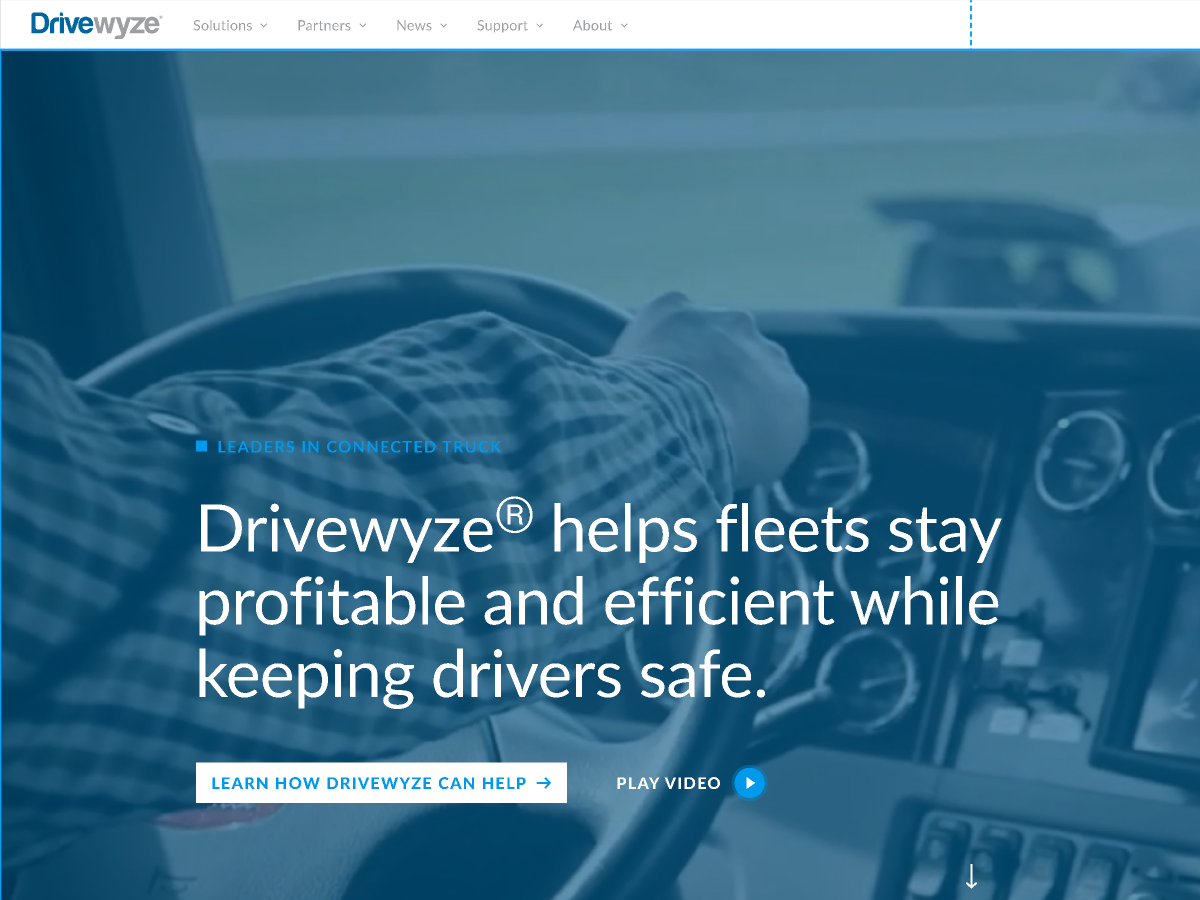 Drivewyze®
Solutions
Partners
News
Support
About
LEADERS IN CONNECTED TRUCK
Drivewyze® helps fleets stay
profitable and efficient while
keeping drivers safe.
LEARN HOW DRIVEWYZE CAN HELP →
PLAY VIDEO